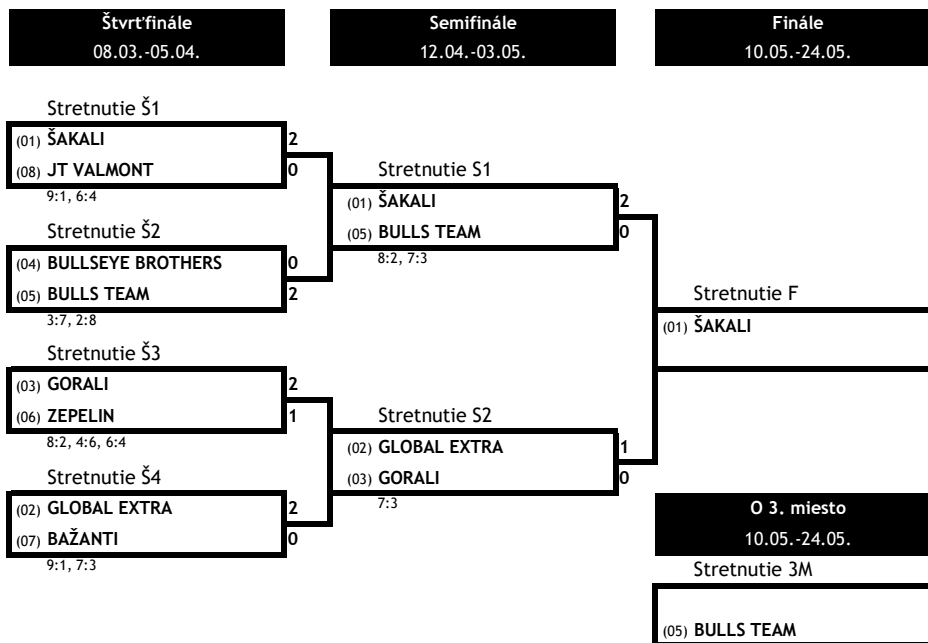 Štvrťfinále
08.03.-05.04.
Semifinále
12.04.-03.05.
Finále
10.05.-24.05.
Stretnutie Š1
(01) ŠAKALI 2
(08) JT VALMONT 0
9:1, 6:4
Stretnutie Š2
(04) BULLSEYE BROTHERS 0
(05) BULLS TEAM 2
3:7, 2:8
Stretnutie Š3
(03) GORALI 2
(06) ZEPELIN 1
8:2, 4:6, 6:4
Stretnutie Š4
(02) GLOBAL EXTRA 2
(07) BAŽANTI 0
9:1, 7:3
Stretnutie S1
(01) ŠAKALI 2
(05) BULLS TEAM 0
8:2, 7:3
Stretnutie S2
(02) GLOBAL EXTRA 1
(03) GORALI 0
7:3
Stretnutie F
(01) ŠAKALI
O 3. miesto
10.05.-24.05.
Stretnutie 3M
(05) BULLS TEAM